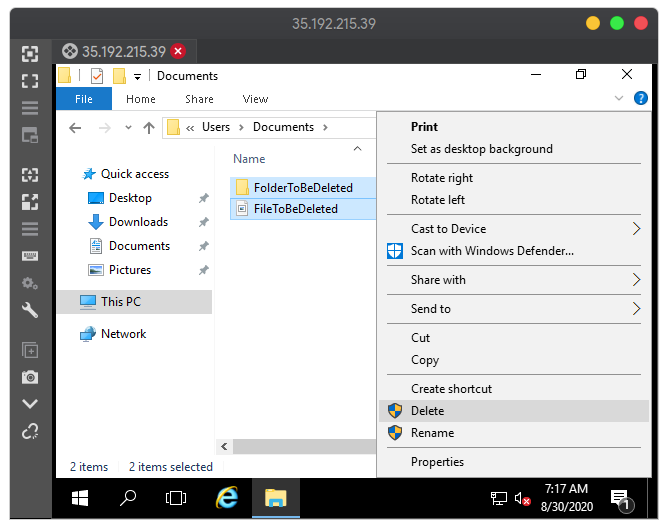 35.192.215.39
35.192.215.39
Documents
File Home Share View
« Users > Documents >
Name
Quick access
Desktop
Downloads
Documents
Pictures
This PC
Network
FolderToBeDeleted
FileToBeDeleted
Print
Set as desktop background
Rotate right
Rotate left
Cast to Device
Scan with Windows Defender...
Share with
Send to
Cut
Copy
Create shortcut
Delete
Rename
Properties
2 items 2 items selected
7:17 AM
8/30/2020
1